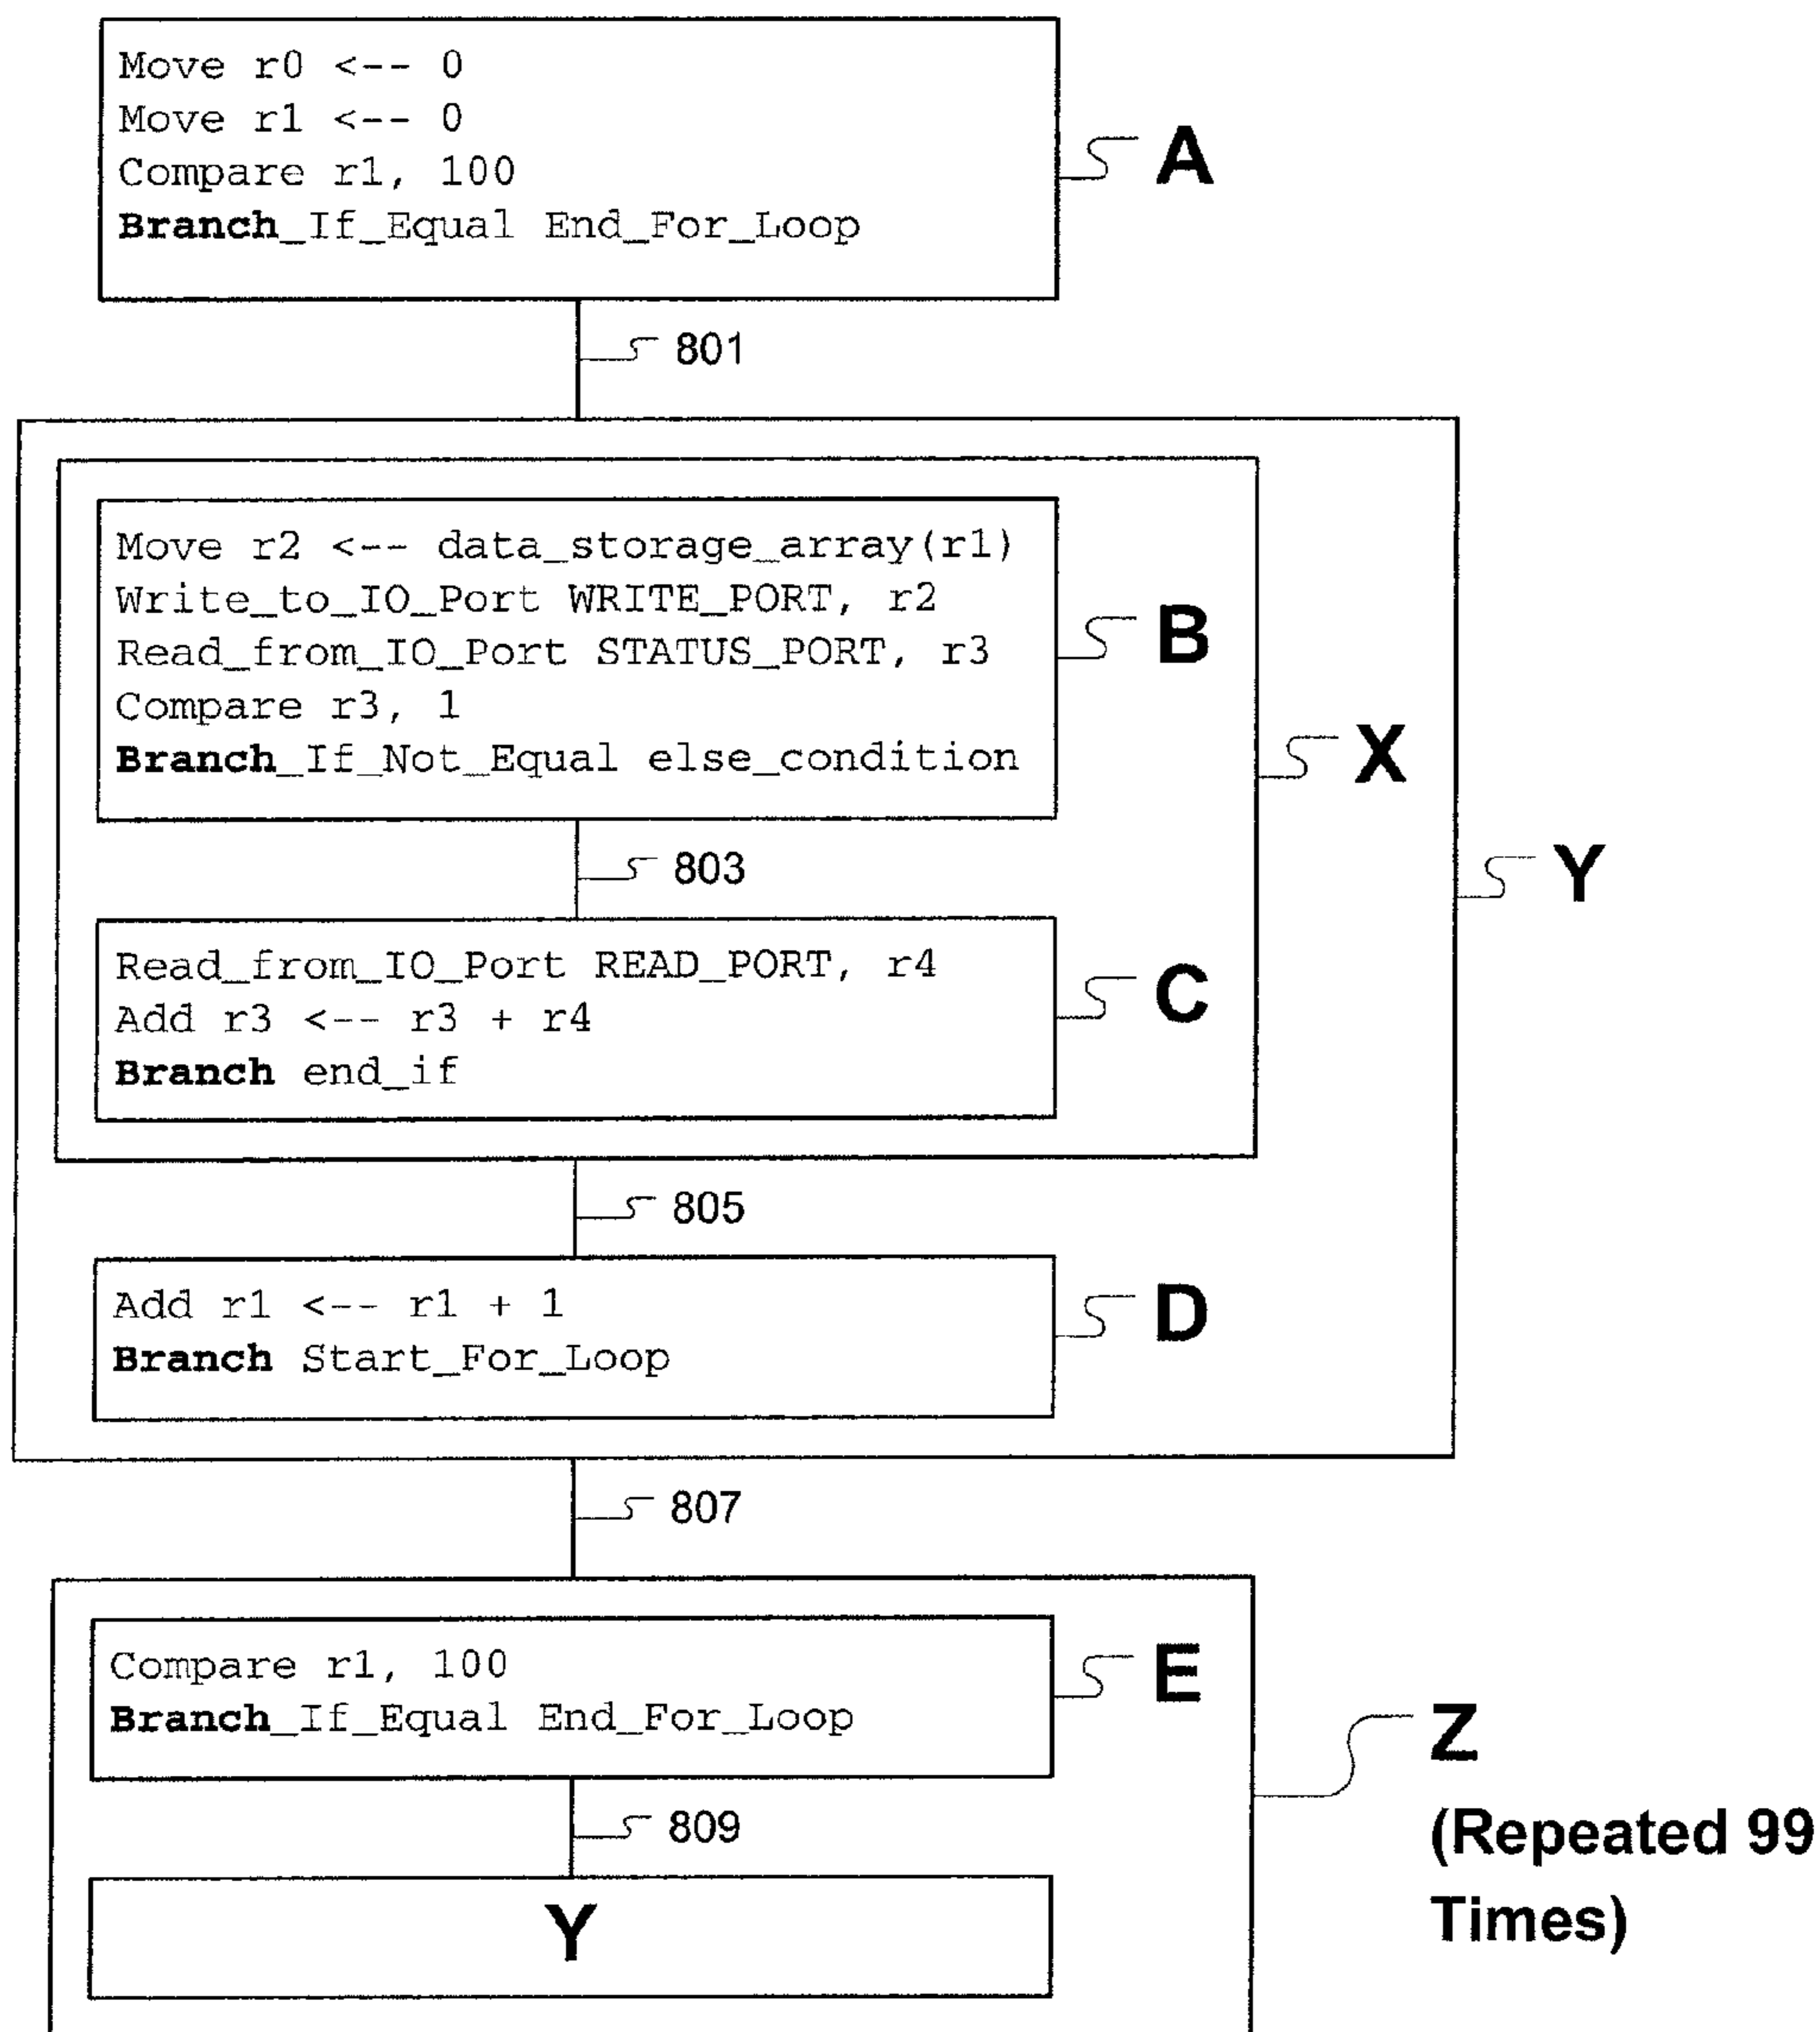 Move r0 <-- 0
Move r1 <-- 0
Compare r1, 100
Branch_If_Equal End_For_Loop
A
801
Move r2 <-- data_storage_array(r1)
Write_to_IO_Port WRITE_PORT, r2
Read_from_IO_Port STATUS_PORT, r3
Compare r3, 1
Branch_If_Not_Equal else_condition
B
X
803
Y
Read_from_IO_Port READ_PORT, r4
Add r3 <-- r3 + r4
Branch end_if
C
805
Add r1 <-- r1 + 1
Branch Start_For_Loop
D
807
Compare r1, 100
Branch_If_Equal End_For_Loop
E
Z
(Repeated 99
Times)
809
Y